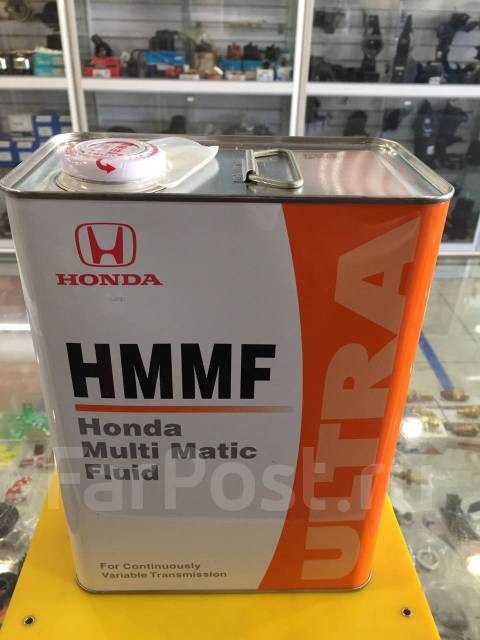 HONDA
HMMF
Honda
Multi Matic
Fluid
For Continuously
Variable Transmission
ULTRA
FarPost.ru